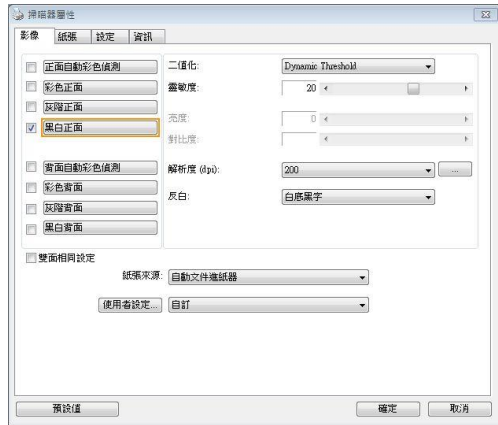 掃瞄器屬性
影像 紙張 設定 資訊
正面自動彩色偵測
彩色正面
灰階正面
黑白正面
背面自動彩色偵測
彩色背面
灰階背面
黑白背面
二值化: Dynamic Threshold
靈敏度: 20
亮度: 0
對比度:
解析度 (dpi): 200 ...
反白: 白底黑字
雙面相同設定
紙張來源: 自動文件進紙器
使用者設定... 自訂
預設值 確定 取消